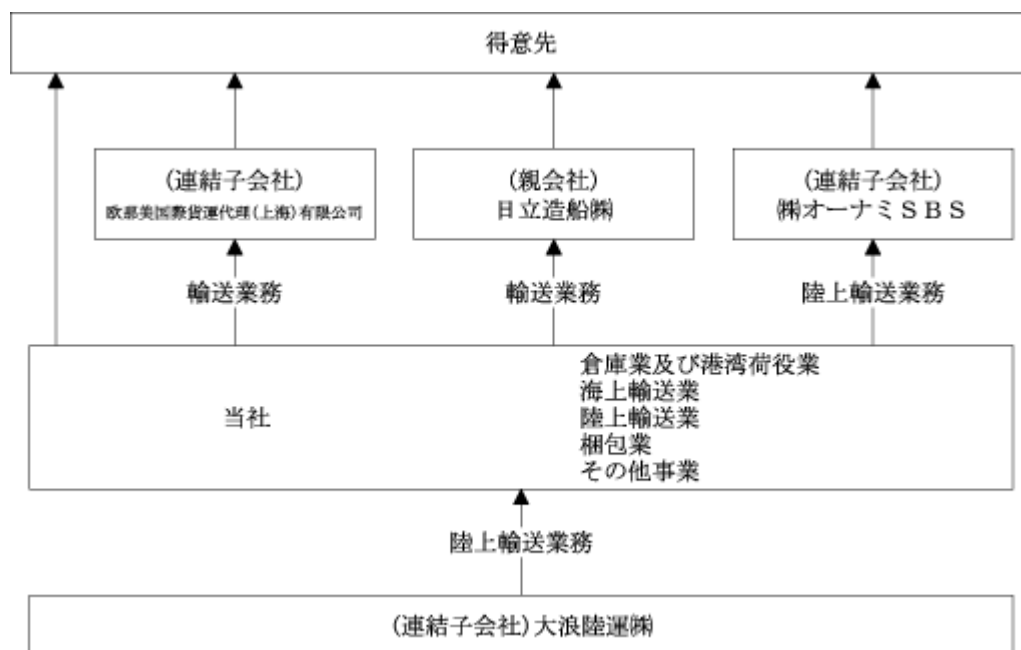 得意先
(連結子会社)
欧那美国際貨運代理(上海)有限公司
(親会社)
日立造船㈱
(連結子会社)
㈱オーナミSBS
輸送業務
輸送業務
陸上輸送業務
当社
倉庫業及び港湾荷役業
海上輸送業
陸上輸送業
梱包業
その他事業
陸上輸送業務
(連結子会社)大浪陸運㈱